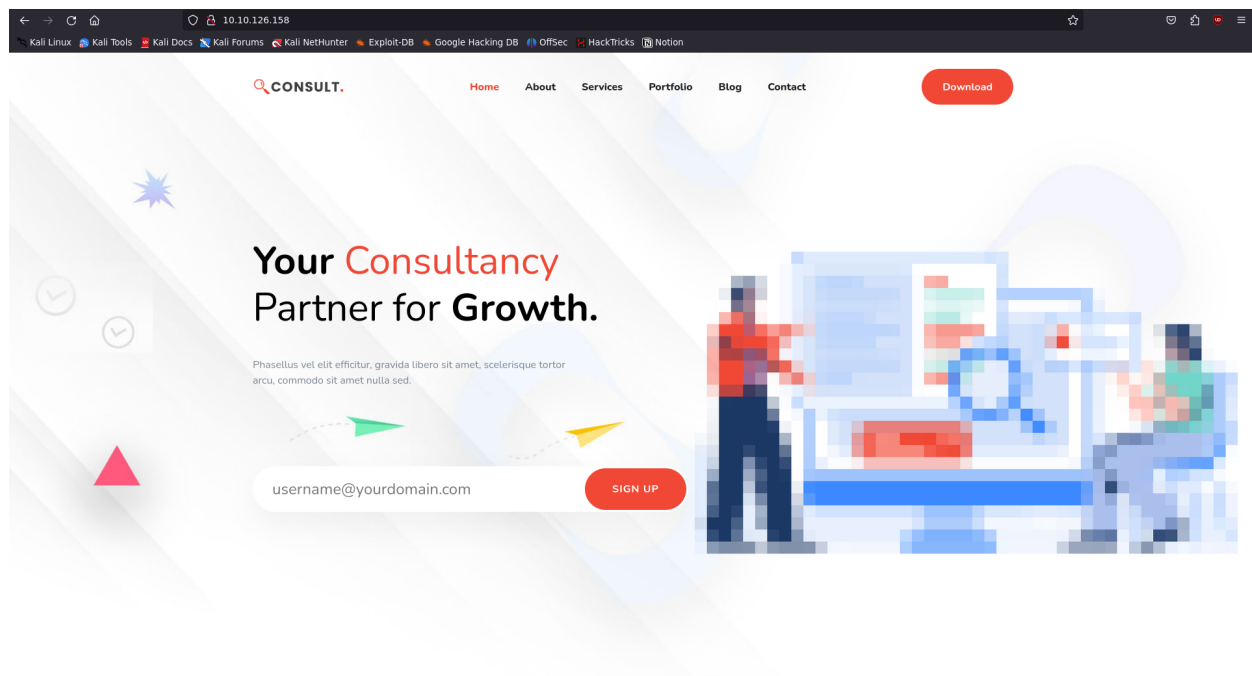 10.10.126.158
Kali Linux Kali Tools Kali Docs Kali Forums Kali NetHunter Exploit-DB Google Hacking DB OffSec HackTricks Notion
CONSULT.
Home About Services Portfolio Blog Contact
Download
Your Consultancy
Partner for Growth.
Phasellus vel elit efficitur, gravida libero sit amet, scelerisque tortor
arcu, commodo sit amet nulla sed.
username@yourdomain.com
SIGN UP